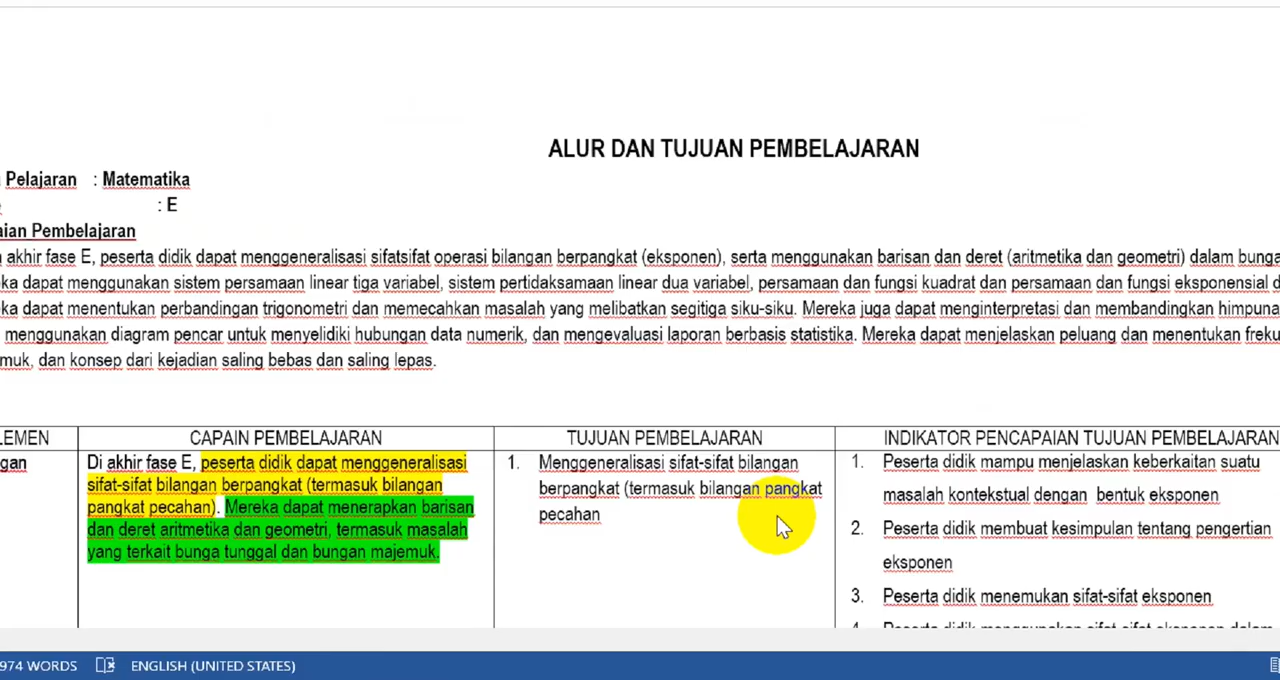 ALUR DAN TUJUAN PEMBELAJARAN
Pelajaran : Matematika
: E
Pembelajaran
akhir fase E, peserta didik dapat menggeneralisasi sifatsifat operasi bilangan berpangkat (eksponen), serta menggunakan barisan dan deret (aritmetika dan geometri) dalam bunga
dapat menggunakan sistem persamaan linear tiga variabel, sistem pertidaksamaan linear dua variabel, persamaan dan fungsi kuadrat dan persamaan dan fungsi eksponensial
dapat menentukan perbandingan trigonometri dan memecahkan masalah yang melibatkan segitiga siku-siku. Mereka juga dapat menginterpretasi dan membandingkan himpuna
menggunakan diagram pencar untuk menyelidiki hubungan data numerik, dan mengevaluasi laporan berbasis statistika. Mereka dapat menjelaskan peluang dan menentukan freku
muk, dan konsep dari kejadian saling bebas dan saling lepas.
LEMEN
gan
CAPAIN PEMBELAJARAN
Di akhir fase E, peserta didik dapat menggeneralisasi
sifat-sifat bilangan berpangkat (termasuk bilangan
pangkat pecahan). Mereka dapat menerapkan barisan
dan deret aritmetika dan geometri, termasuk masalah
yang terkait bunga tunggal dan bungan majemuk.
TUJUAN PEMBELAJARAN
1. Menggeneralisasi sifat-sifat bilangan
berpangkat (termasuk bilangan pangkat
pecahan
INDIKATOR PENCAPAIAN TUJUAN PEMBELAJARAN
1. Peserta didik mampu menjelaskan keberkaitan suatu
masalah kontekstual dengan bentuk eksponen
2. Peserta didik membuat kesimpulan tentang pengertian
eksponen
3. Peserta didik menemukan sifat-sifat eksponen
4. Peserta didik menggunakan sifat-sifat eksponen dalam
974 WORDS ENGLISH (UNITED STATES)